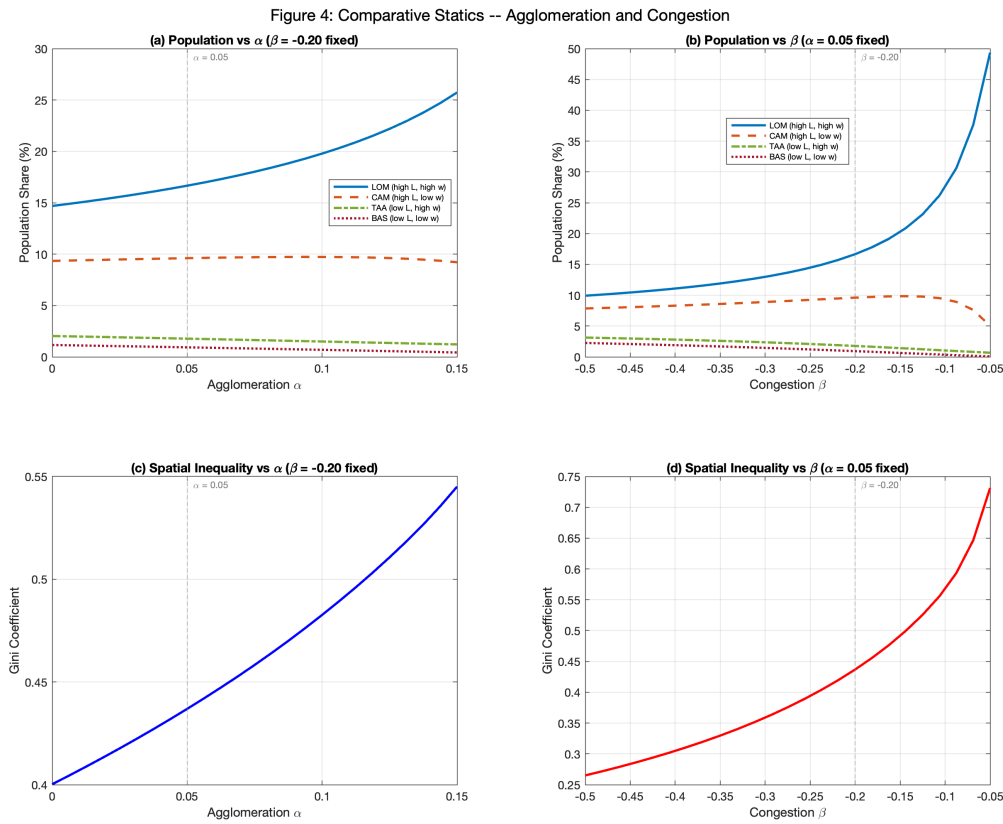 Figure 4: Comparative Statics -- Agglomeration and Congestion
(a) Population vs α (β = -0.20 fixed)
30
25
20
15
10
5
0
Population Share (%)
α = 0.05
LOM (high L, high w)
CAM (high L, low w)
TAA (low L, high w)
BAS (low L, low w)
0
0.05
0.1
0.15
Agglomeration α
(b) Population vs β (α = 0.05 fixed)
50
45
40
35
30
25
20
15
10
5
0
Population Share (%)
β = -0.20
LOM (high L, high w)
CAM (high L, low w)
TAA (low L, high w)
BAS (low L, low w)
-0.5
-0.45
-0.4
-0.35
-0.3
-0.25
-0.2
-0.15
-0.1
-0.05
Congestion β
(c) Spatial Inequality vs α (β = -0.20 fixed)
0.55
0.5
0.45
0.4
Gini Coefficient
α = 0.05
0
0.05
0.1
0.15
Agglomeration α
(d) Spatial Inequality vs β (α = 0.05 fixed)
0.75
0.7
0.65
0.6
0.55
0.5
0.45
0.4
0.35
0.3
0.25
Gini Coefficient
β = -0.20
-0.5
-0.45
-0.4
-0.35
-0.3
-0.25
-0.2
-0.15
-0.1
-0.05
Congestion β